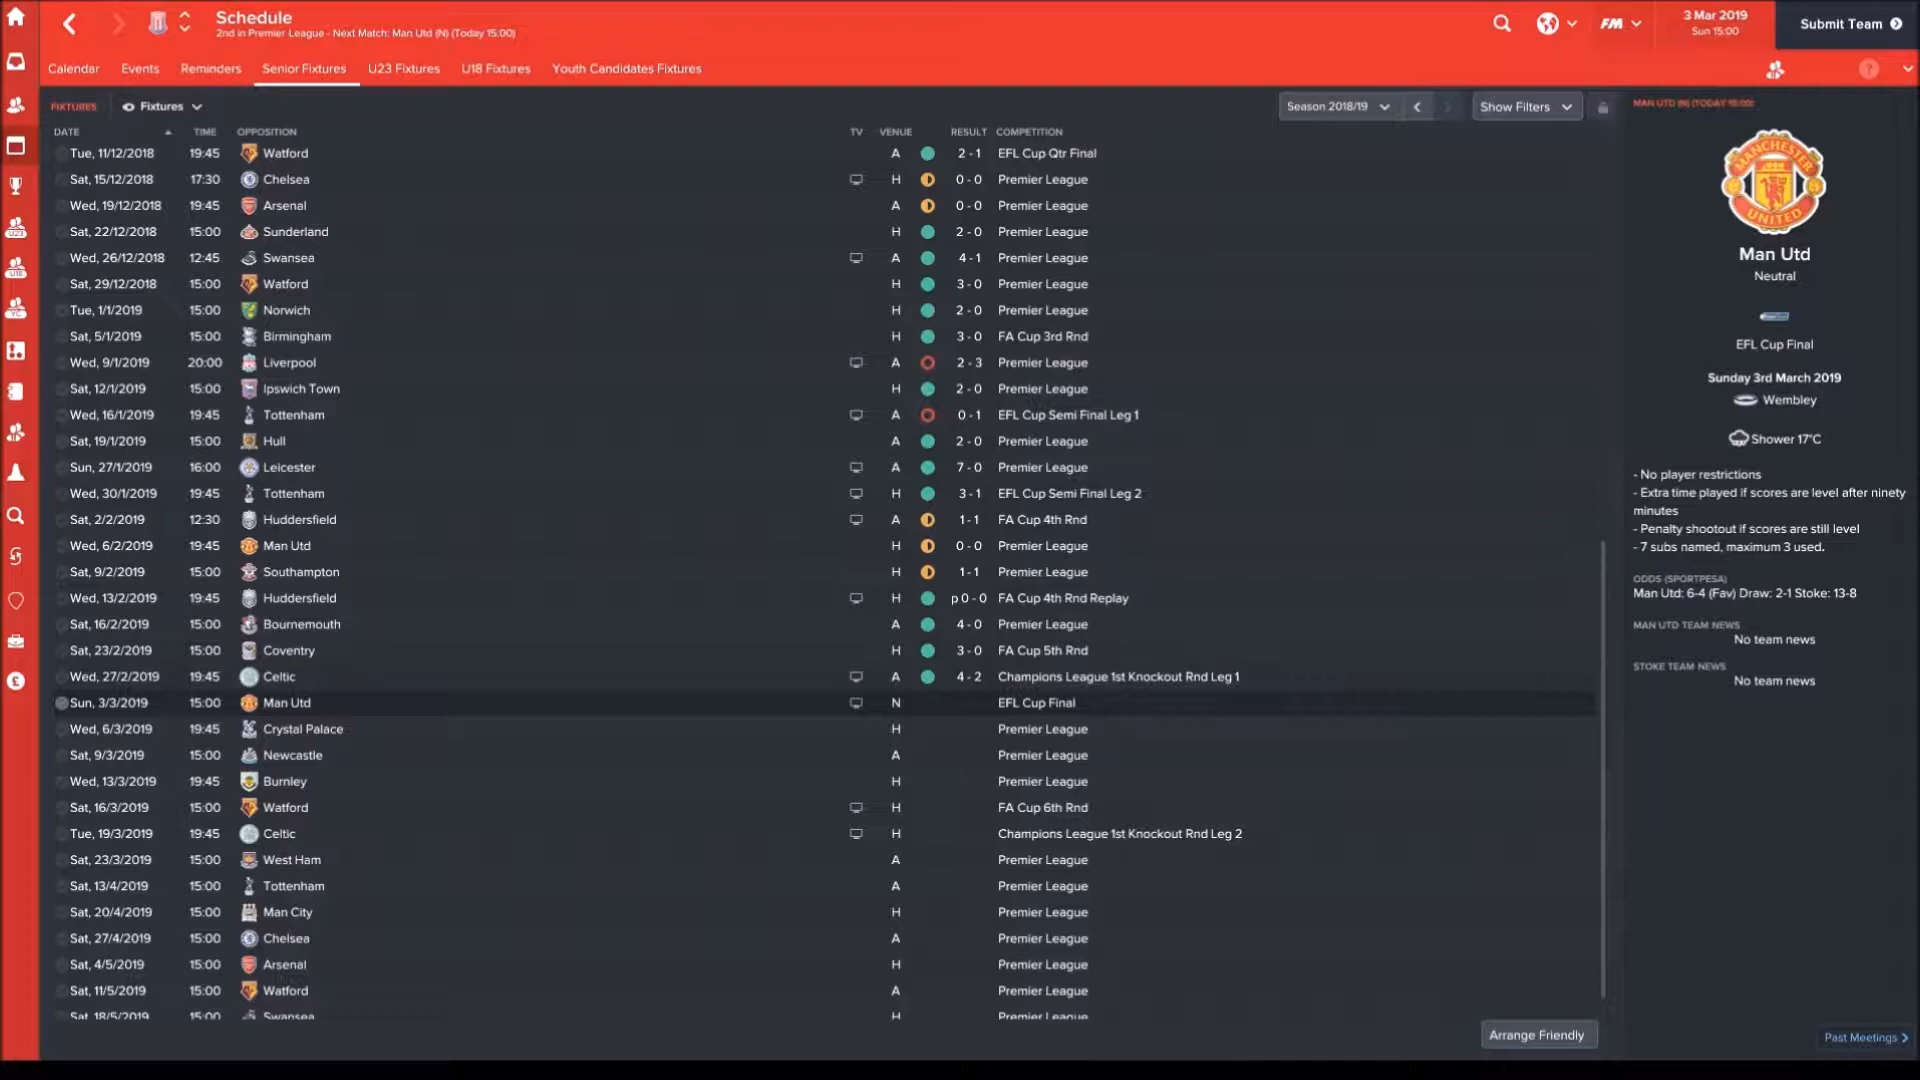 Schedule
2nd in Premier League - Next Match: Man Utd (N) (Today 15:00)
FM
3 Mar 2019
Sun 15:00
Submit Team
Calendar Events Reminders Senior Fixtures U23 Fixtures U18 Fixtures Youth Candidates Fixtures
FIXTURES Fixtures Season 2018/19 Show Filters
DATE TIME OPPOSITION TV VENUE RESULT COMPETITION
Tue, 11/12/2018 19:45 Watford A 2 - 1 EFL Cup Qtr Final
Sat, 15/12/2018 17:30 Chelsea H 0 - 0 Premier League
Wed, 19/12/2018 19:45 Arsenal A 0 - 0 Premier League
Sat, 22/12/2018 15:00 Sunderland H 2 - 0 Premier League
Wed, 26/12/2018 12:45 Swansea A 4 - 1 Premier League
Sat, 29/12/2018 15:00 Watford H 3 - 0 Premier League
Tue, 1/1/2019 15:00 Norwich H 2 - 0 Premier League
Sat, 5/1/2019 15:00 Birmingham H 3 - 0 FA Cup 3rd Rnd
Wed, 9/1/2019 20:00 Liverpool A 2 - 3 Premier League
Sat, 12/1/2019 15:00 Ipswich Town H 2 - 0 Premier League
Wed, 16/1/2019 19:45 Tottenham A 0 - 1 EFL Cup Semi Final Leg 1
Sat, 19/1/2019 15:00 Hull A 2 - 0 Premier League
Sun, 27/1/2019 16:00 Leicester A 7 - 0 Premier League
Wed, 30/1/2019 19:45 Tottenham H 3 - 1 EFL Cup Semi Final Leg 2
Sat, 2/2/2019 12:30 Huddersfield A 1 - 1 FA Cup 4th Rnd
Wed, 6/2/2019 19:45 Man Utd H 0 - 0 Premier League
Sat, 9/2/2019 15:00 Southampton H 1 - 1 Premier League
Wed, 13/2/2019 19:45 Huddersfield H p 0 - 0 FA Cup 4th Rnd Replay
Sat, 16/2/2019 15:00 Bournemouth A 4 - 0 Premier League
Sat, 23/2/2019 15:00 Coventry H 3 - 0 FA Cup 5th Rnd
Wed, 27/2/2019 19:45 Celtic A 4 - 2 Champions League 1st Knockout Rnd Leg 1
Sun, 3/3/2019 15:00 Man Utd N EFL Cup Final
Wed, 6/3/2019 19:45 Crystal Palace H Premier League
Sat, 9/3/2019 15:00 Newcastle A Premier League
Wed, 13/3/2019 19:45 Burnley H Premier League
Sat, 16/3/2019 15:00 Watford H FA Cup 6th Rnd
Tue, 19/3/2019 19:45 Celtic H Champions League 1st Knockout Rnd Leg 2
Sat, 23/3/2019 15:00 West Ham A Premier League
Sat, 13/4/2019 15:00 Tottenham A Premier League
Sat, 20/4/2019 15:00 Man City H Premier League
Sat, 27/4/2019 15:00 Chelsea A Premier League
Sat, 4/5/2019 15:00 Arsenal H Premier League
Sat, 11/5/2019 15:00 Watford A Premier League
Sat, 18/5/2019 15:00 Swansea H Premier League
Arrange Friendly
MAN UTD (N) (TODAY 15:00)
MANCHESTER
UNITED
Man Utd
Neutral
EFL Cup Final
Sunday 3rd March 2019
Wembley
Shower 17°C
- No player restrictions
- Extra time played if scores are level after ninety
minutes
- Penalty shootout if scores are still level
- 7 subs named, maximum 3 used.
ODDS (SPORTPESA)
Man Utd: 6-4 (Fav) Draw: 2-1 Stoke: 13-8
MAN UTD TEAM NEWS
No team news
STOKE TEAM NEWS
No team news
Past Meetings
U23
U18
YC